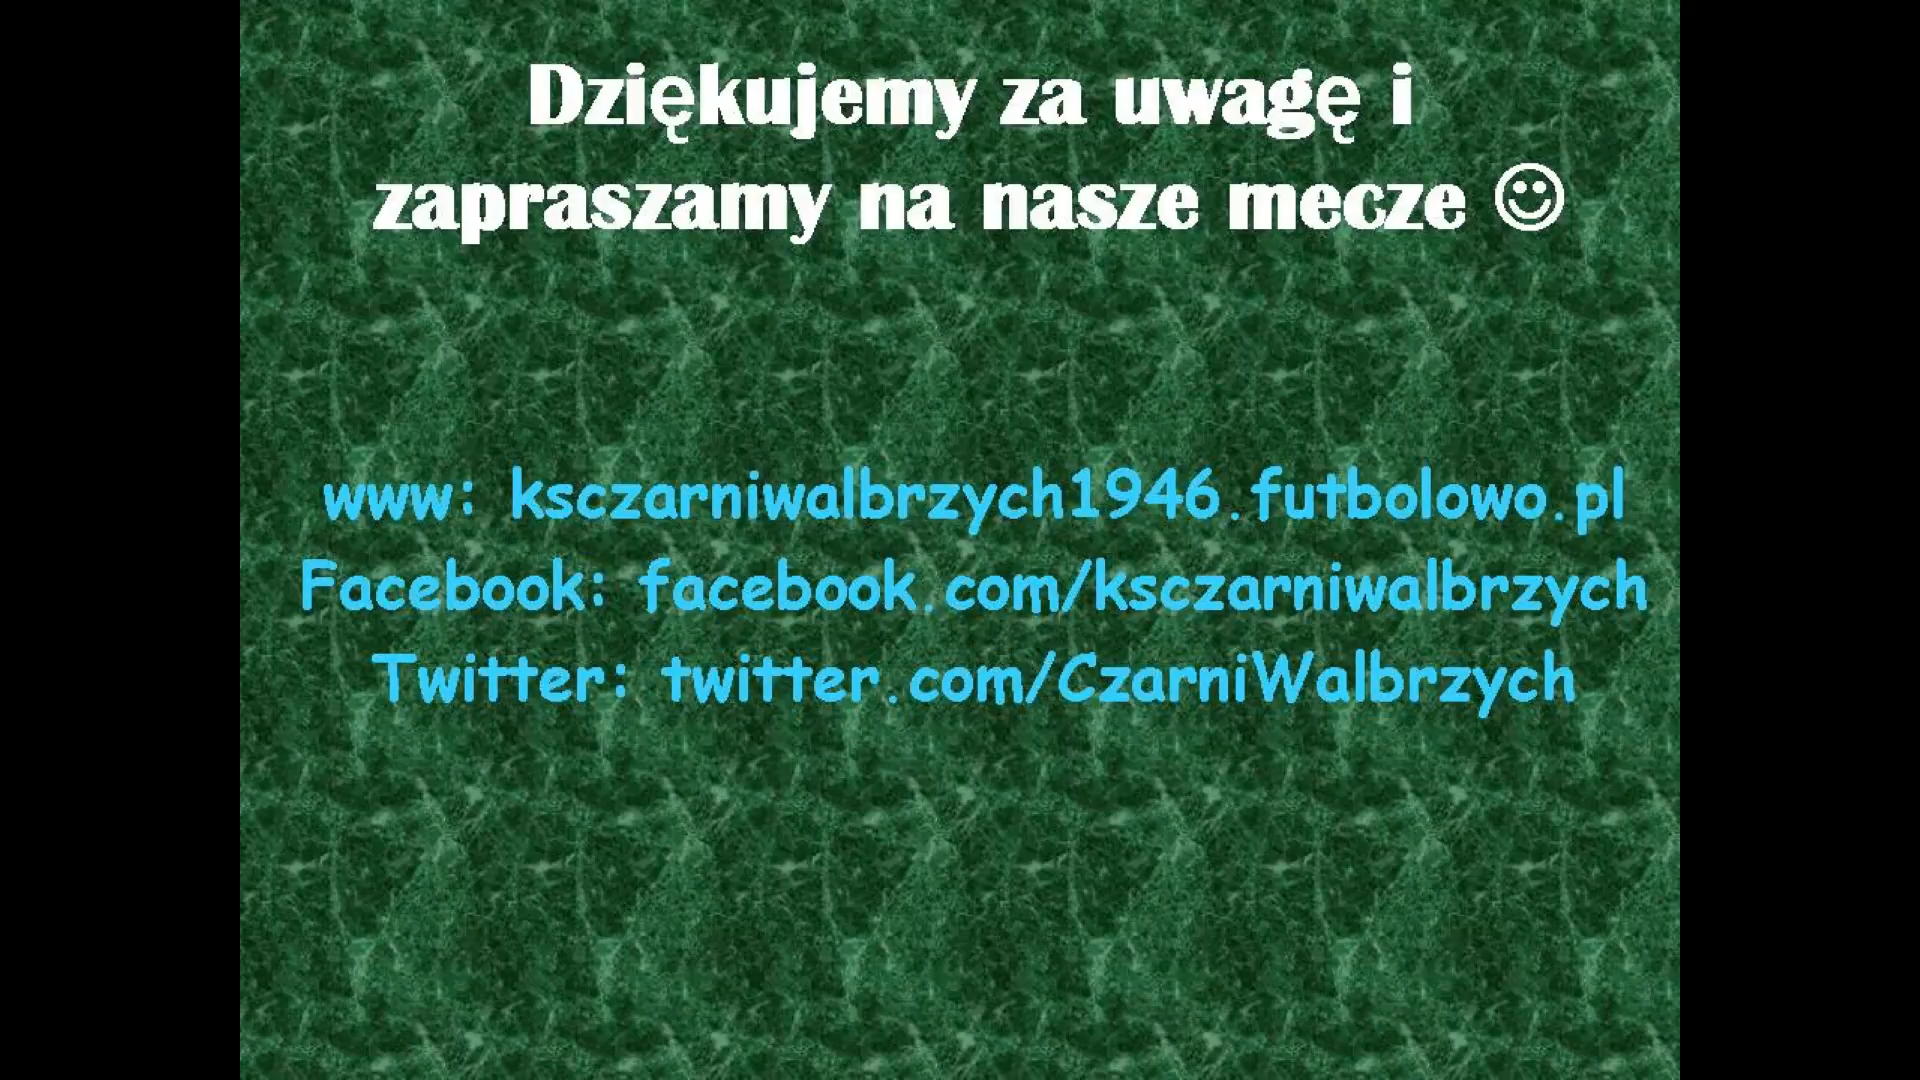 Dziękujemy za uwagę i
zapraszamy na nasze mecze ☺
www: ksczarniwalbrzych1946.futbolowo.pl
Facebook: facebook.com/ksczarniwalbrzych
Twitter: twitter.com/CzarniWalbrzych